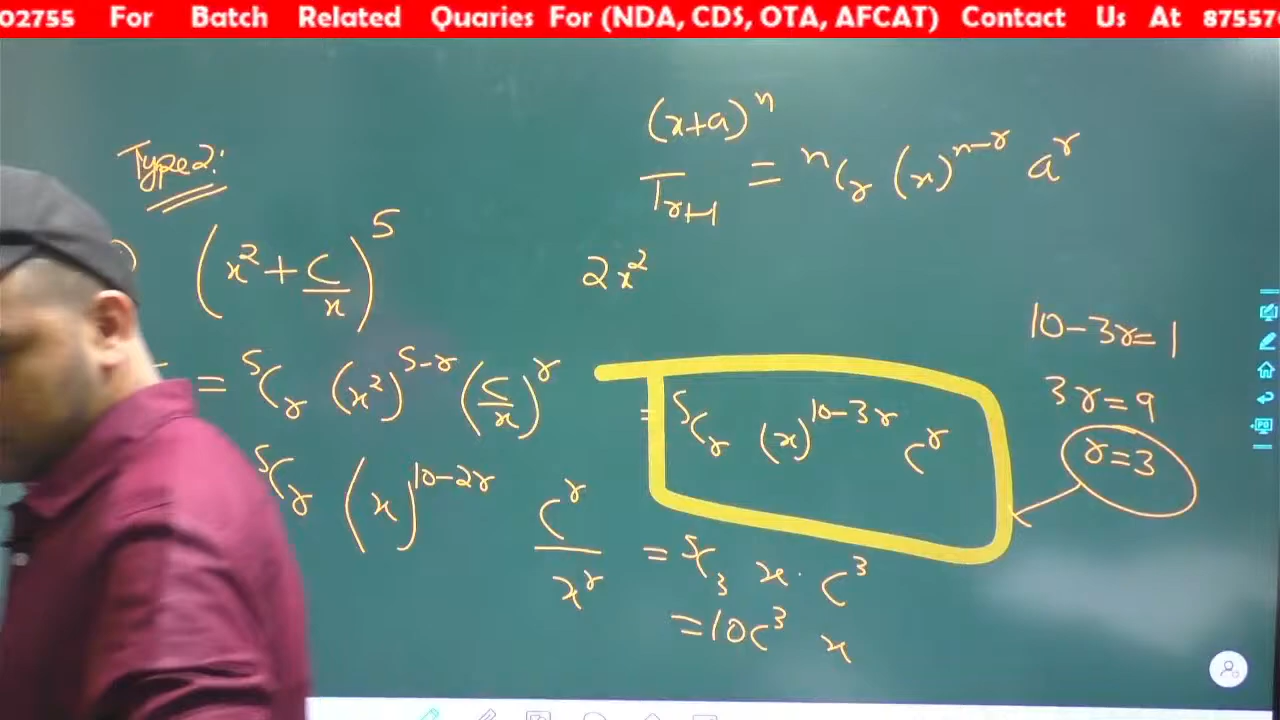 02755 For Batch Related Quaries For (NDA, CDS, OTA, AFCAT) Contact Us At 87557
(x+a)^n
Type 2:
T_{r+1} = ^nC_r (x)^{n-r} a^r
(x^2 + C/x)^5
2x^2
= ^5C_r (x^2)^{5-r} (C/x)^r
^5C_r (x)^{10-2r} C^r/x^r
= ^5C_r (x)^{10-3r} C^r
10-3r=1
3r=9
r=3
= ^5C_3 x · C^3
=10C^3 x